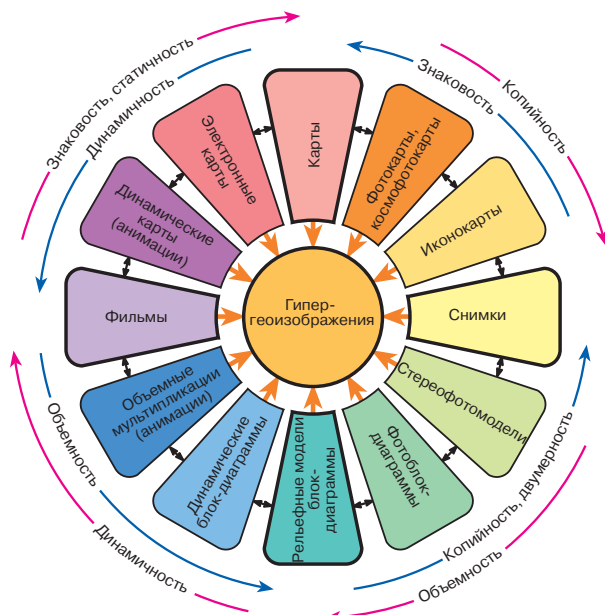 Знаковость, статичность
Динамичность
Знаковость
Копийность
Карты
Фотокарты,
космофотокарты
Иконокарты
Снимки
Стереофотомодели
Фотоблок-
диаграммы
Рельефные модели
блок-
диаграммы
Динамические
блок-диаграммы
Объемные
мультипликации
(анимации)
Фильмы
Динамические
карты
(анимации)
Электронные
карты
Гипер-
геоизображения
Объемность
Динамичность
Копийность, двумерность
Объемность